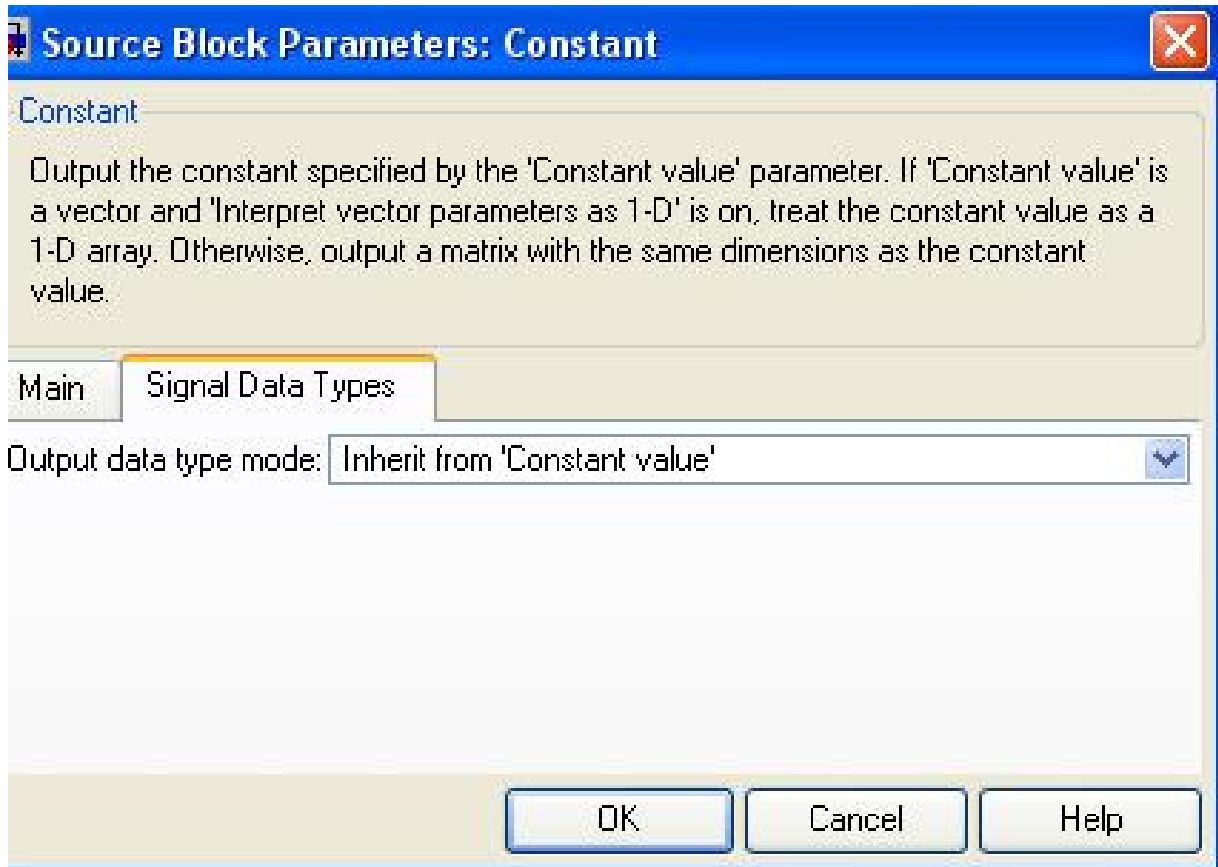 Source Block Parameters: Constant
Constant
Output the constant specified by the 'Constant value' parameter. If 'Constant value' is
a vector and 'Interpret vector parameters as 1-D' is on, treat the constant value as a
1-D array. Otherwise, output a matrix with the same dimensions as the constant
value.
Main Signal Data Types
Output data type mode: Inherit from 'Constant value'
OK Cancel Help